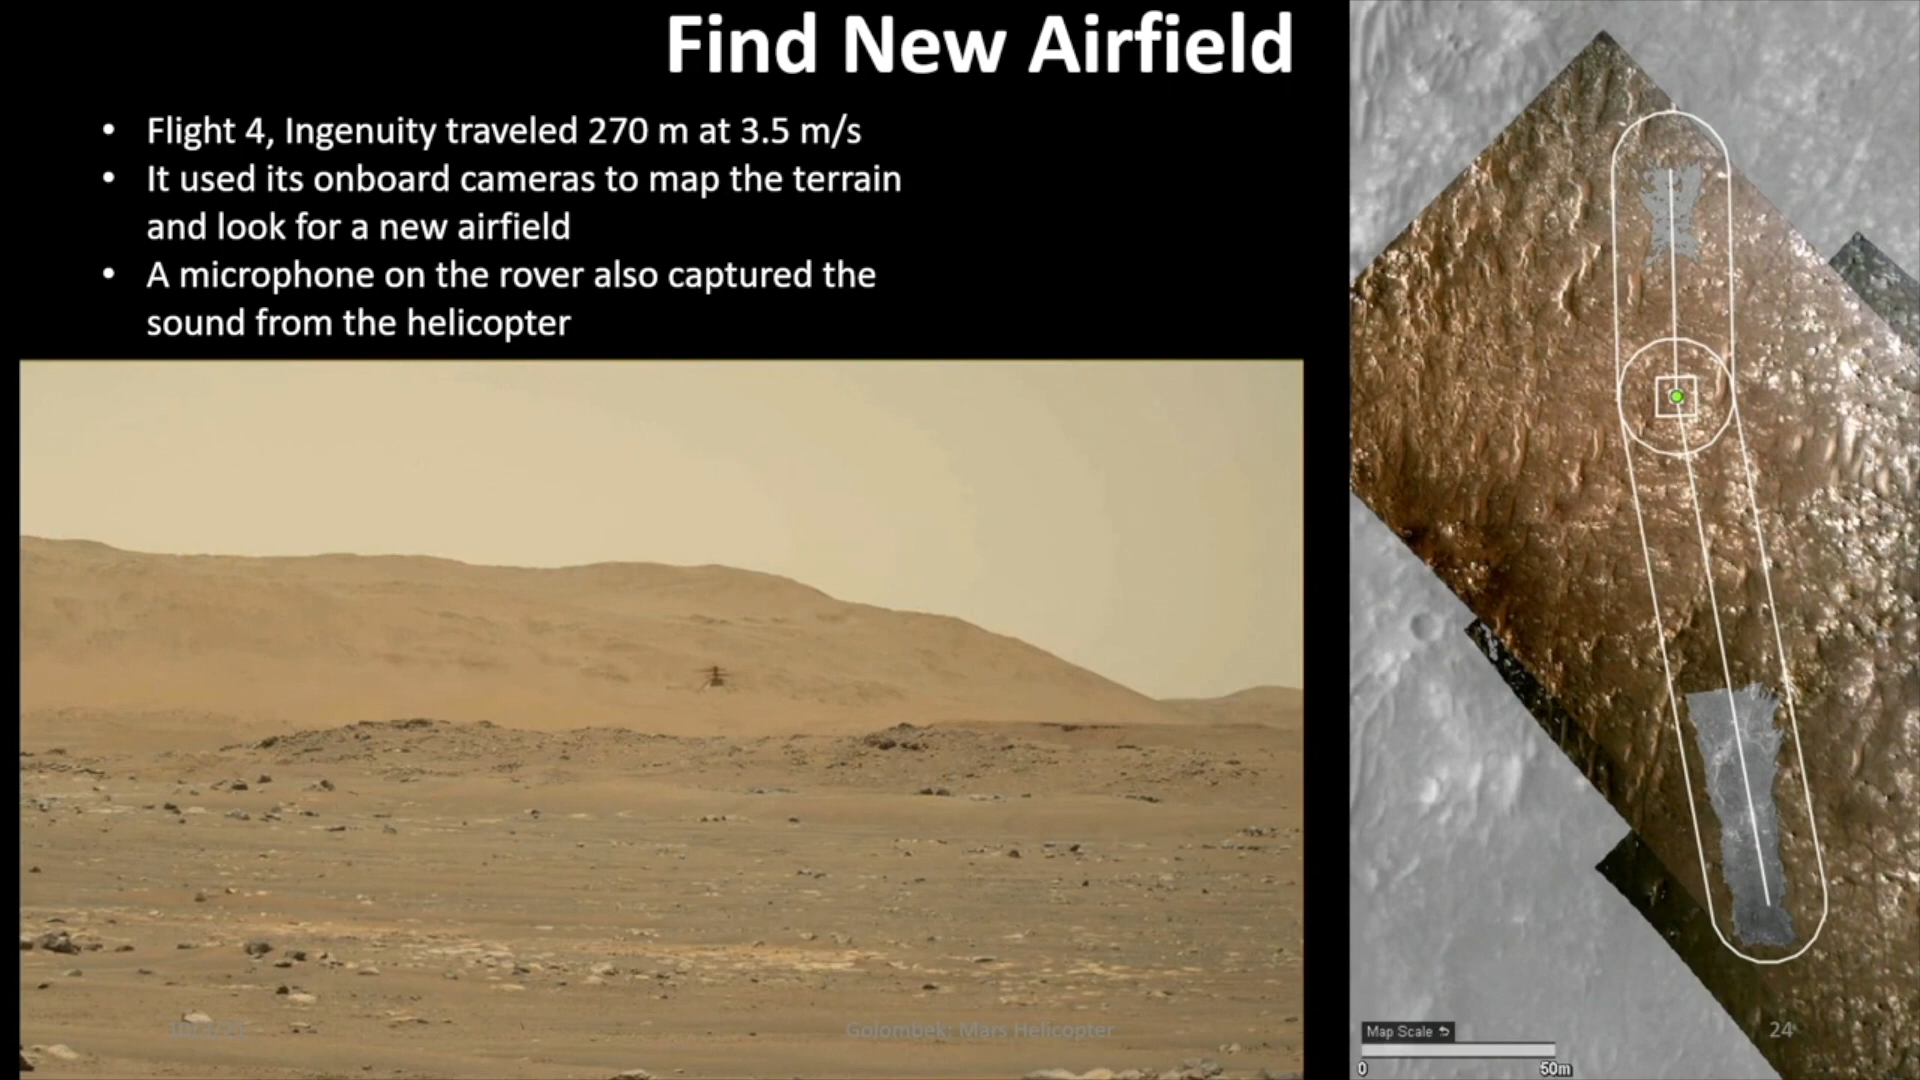 Find New Airfield
• Flight 4, Ingenuity traveled 270 m at 3.5 m/s
• It used its onboard cameras to map the terrain
and look for a new airfield
• A microphone on the rover also captured the
sound from the helicopter
Golombek: Mars Helicopter
24
Map Scale
0 50m